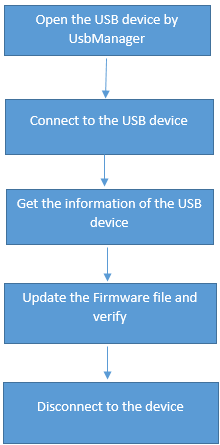 Open the USB device by
UsbManager
Connect to the USB device
Get the information of the USB
device
Update the Firmware file and
verify
Disconnect to the device